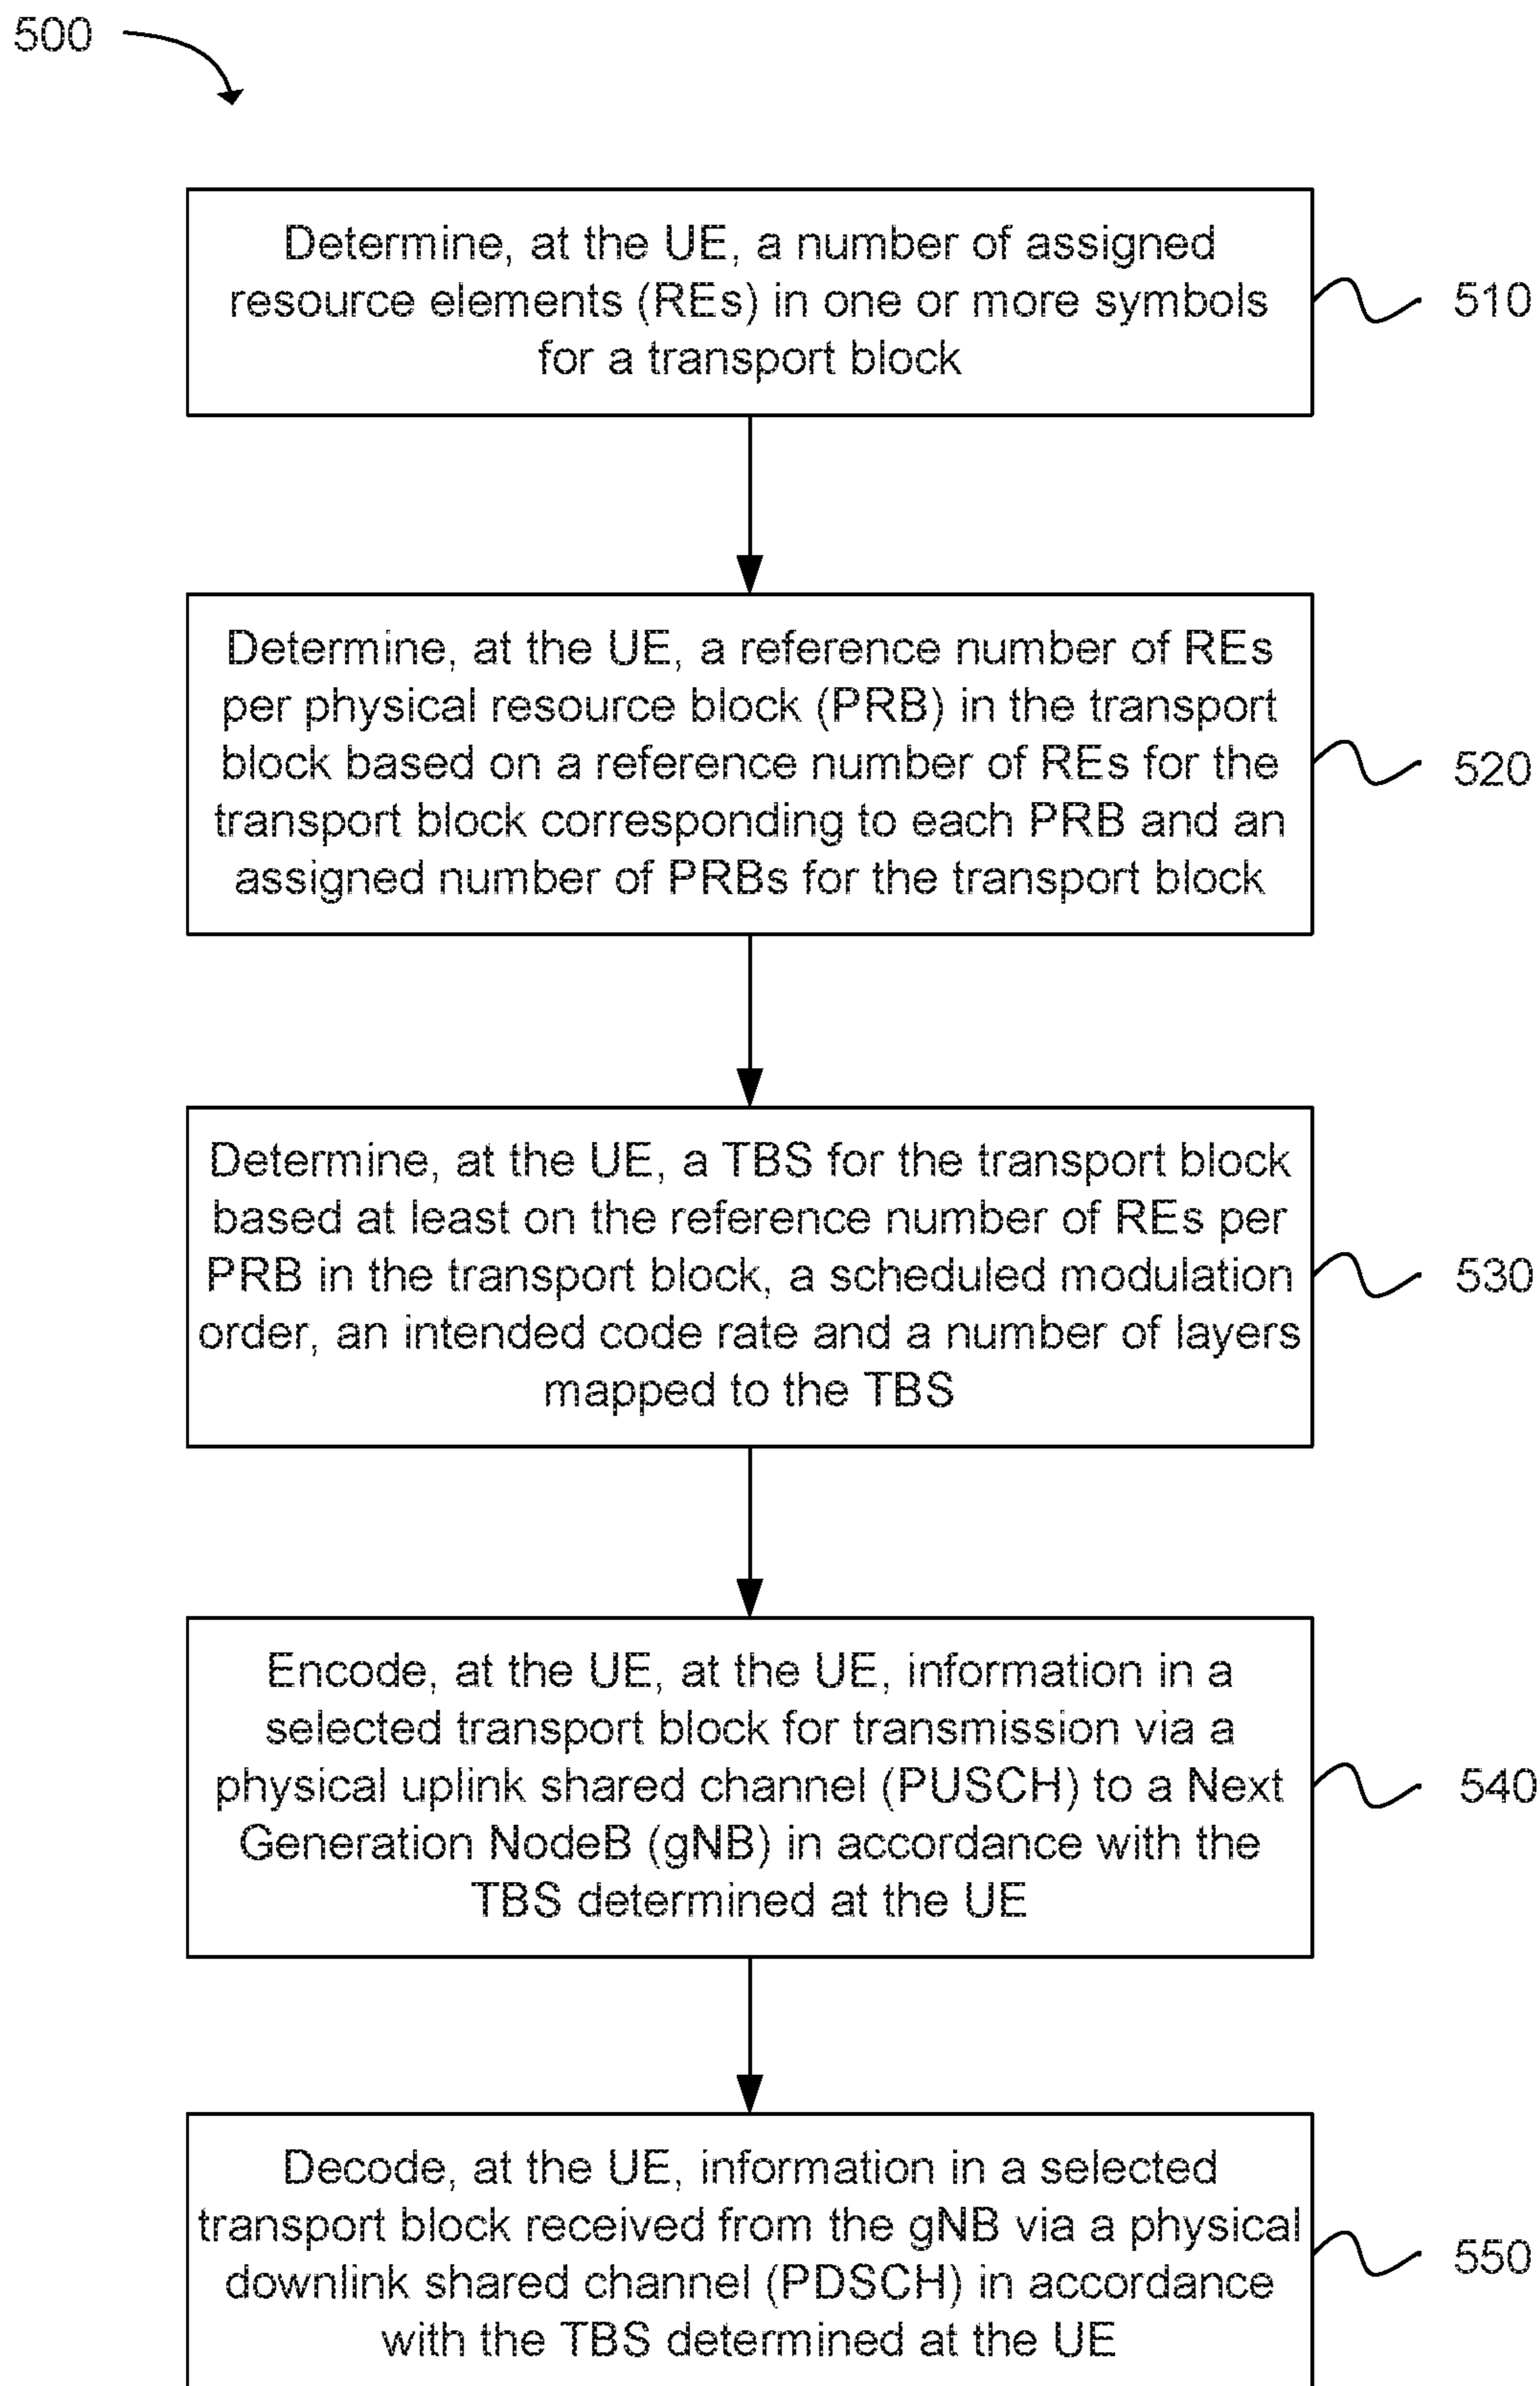 500
Determine, at the UE, a number of assigned
resource elements (REs) in one or more symbols
for a transport block
510
Determine, at the UE, a reference number of REs
per physical resource block (PRB) in the transport
block based on a reference number of REs for the
transport block corresponding to each PRB and an
assigned number of PRBs for the transport block
520
Determine, at the UE, a TBS for the transport block
based at least on the reference number of REs per
PRB in the transport block, a scheduled modulation
order, an intended code rate and a number of layers
mapped to the TBS
530
Encode, at the UE, at the UE, information in a
selected transport block for transmission via a
physical uplink shared channel (PUSCH) to a Next
Generation NodeB (gNB) in accordance with the
TBS determined at the UE
540
Decode, at the UE, information in a selected
transport block received from the gNB via a physical
downlink shared channel (PDSCH) in accordance
with the TBS determined at the UE
550